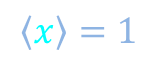 ⟨x⟩ = 1